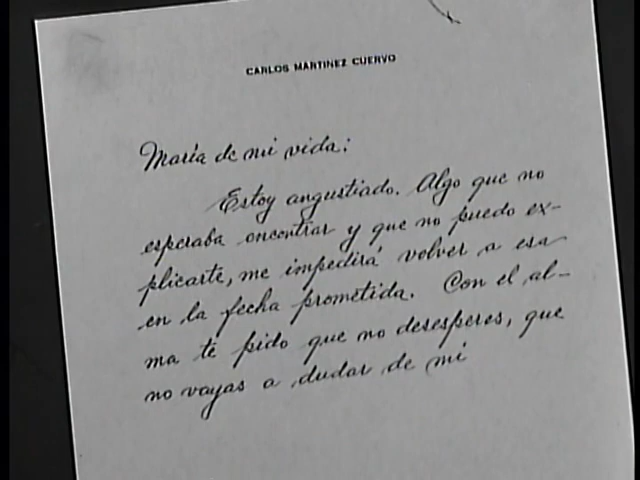 CARLOS MARTINEZ CUERVO
María de mi vida:
Estoy angustiado. Algo que no
esperaba encontrar y que no puedo ex-
plicarte, me impedirá volver a esa
en la fecha prometida. Con el al-
ma te pido que no desesperes, que
no vayas a dudar de mi